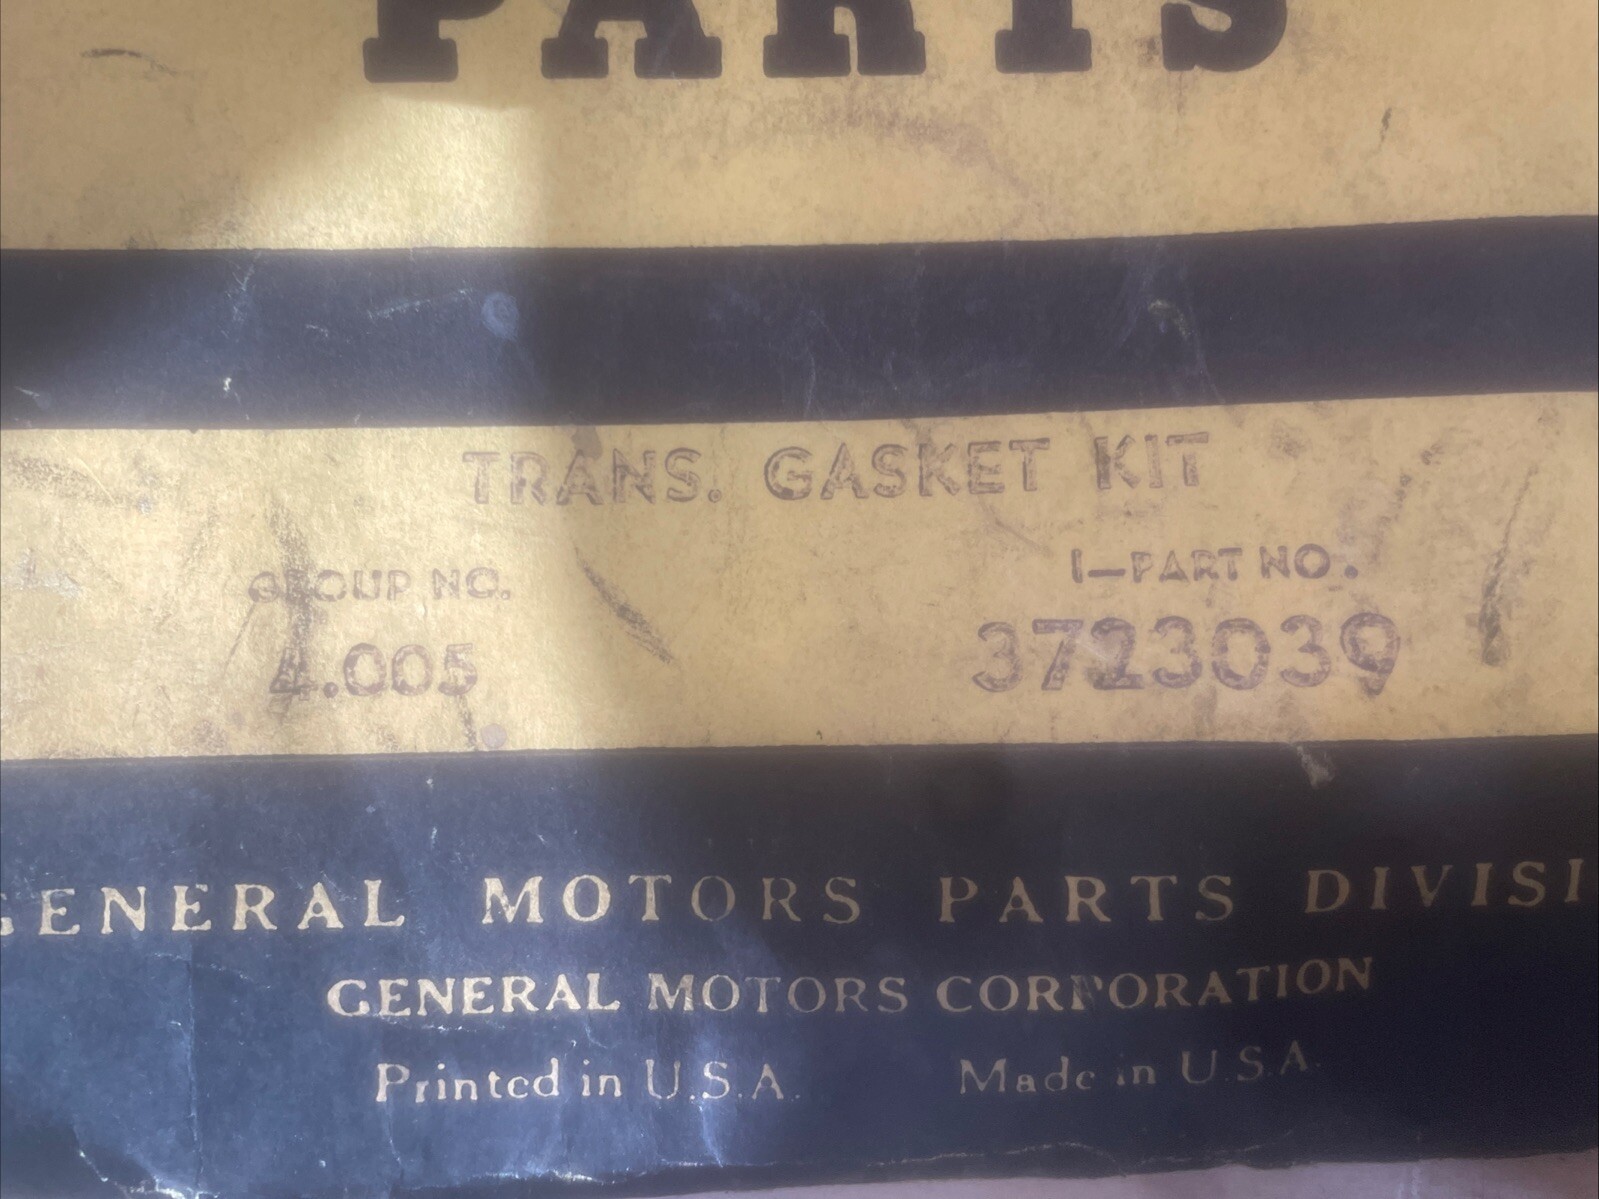 PARTS
TRANS. GASKET KIT
GROUP NO. 1-PART NO.
4.005 3723039
GENERAL MOTORS PARTS DIVISI
GENERAL MOTORS CORPORATION
Printed in U.S.A. Made in U.S.A.